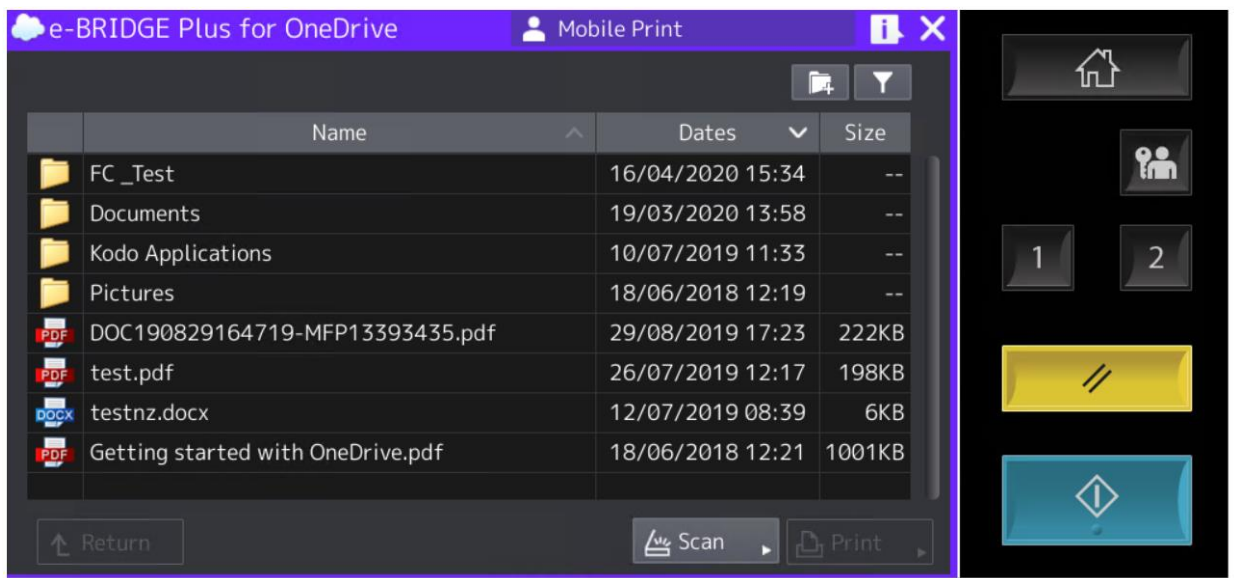 e-BRIDGE Plus for OneDrive Mobile Print i
Name Dates Size
FC _Test 16/04/2020 15:34 --
Documents 19/03/2020 13:58 --
Kodo Applications 10/07/2019 11:33 --
Pictures 18/06/2018 12:19 --
PDF DOC190829164719-MFP13393435.pdf 29/08/2019 17:23 222KB
PDF test.pdf 26/07/2019 12:17 198KB
DOCX testnz.docx 12/07/2019 08:39 6KB
PDF Getting started with OneDrive.pdf 18/06/2018 12:21 1001KB
Return Scan Print
1 2